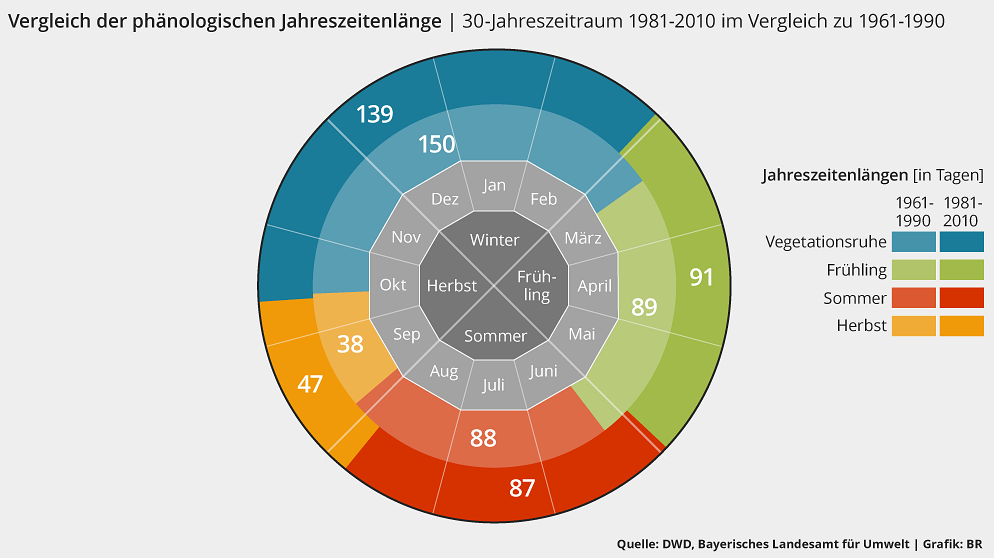 Vergleich der phänologischen Jahreszeitenlänge | 30-Jahreszeitraum 1981-2010 im Vergleich zu 1961-1990
139
150
Jan
Feb
März
April
Mai
Juni
Juli
Aug
Sep
Okt
Nov
Dez
Winter
Früh-
ling
Sommer
Herbst
91
89
88
87
38
47
Jahreszeitenlängen [in Tagen]
1961- 1981-
1990 2010
Vegetationsruhe
Frühling
Sommer
Herbst
Quelle: DWD, Bayerisches Landesamt für Umwelt | Grafik: BR